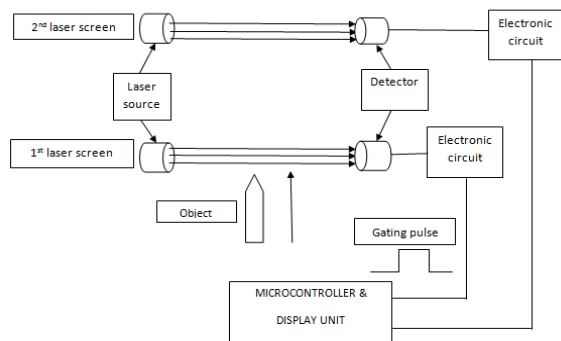 2nd laser screen
Electronic
circuit
Laser
source
Detector
1st laser screen
Electronic
circuit
Object
Gating pulse
MICROCONTROLLER &
DISPLAY UNIT